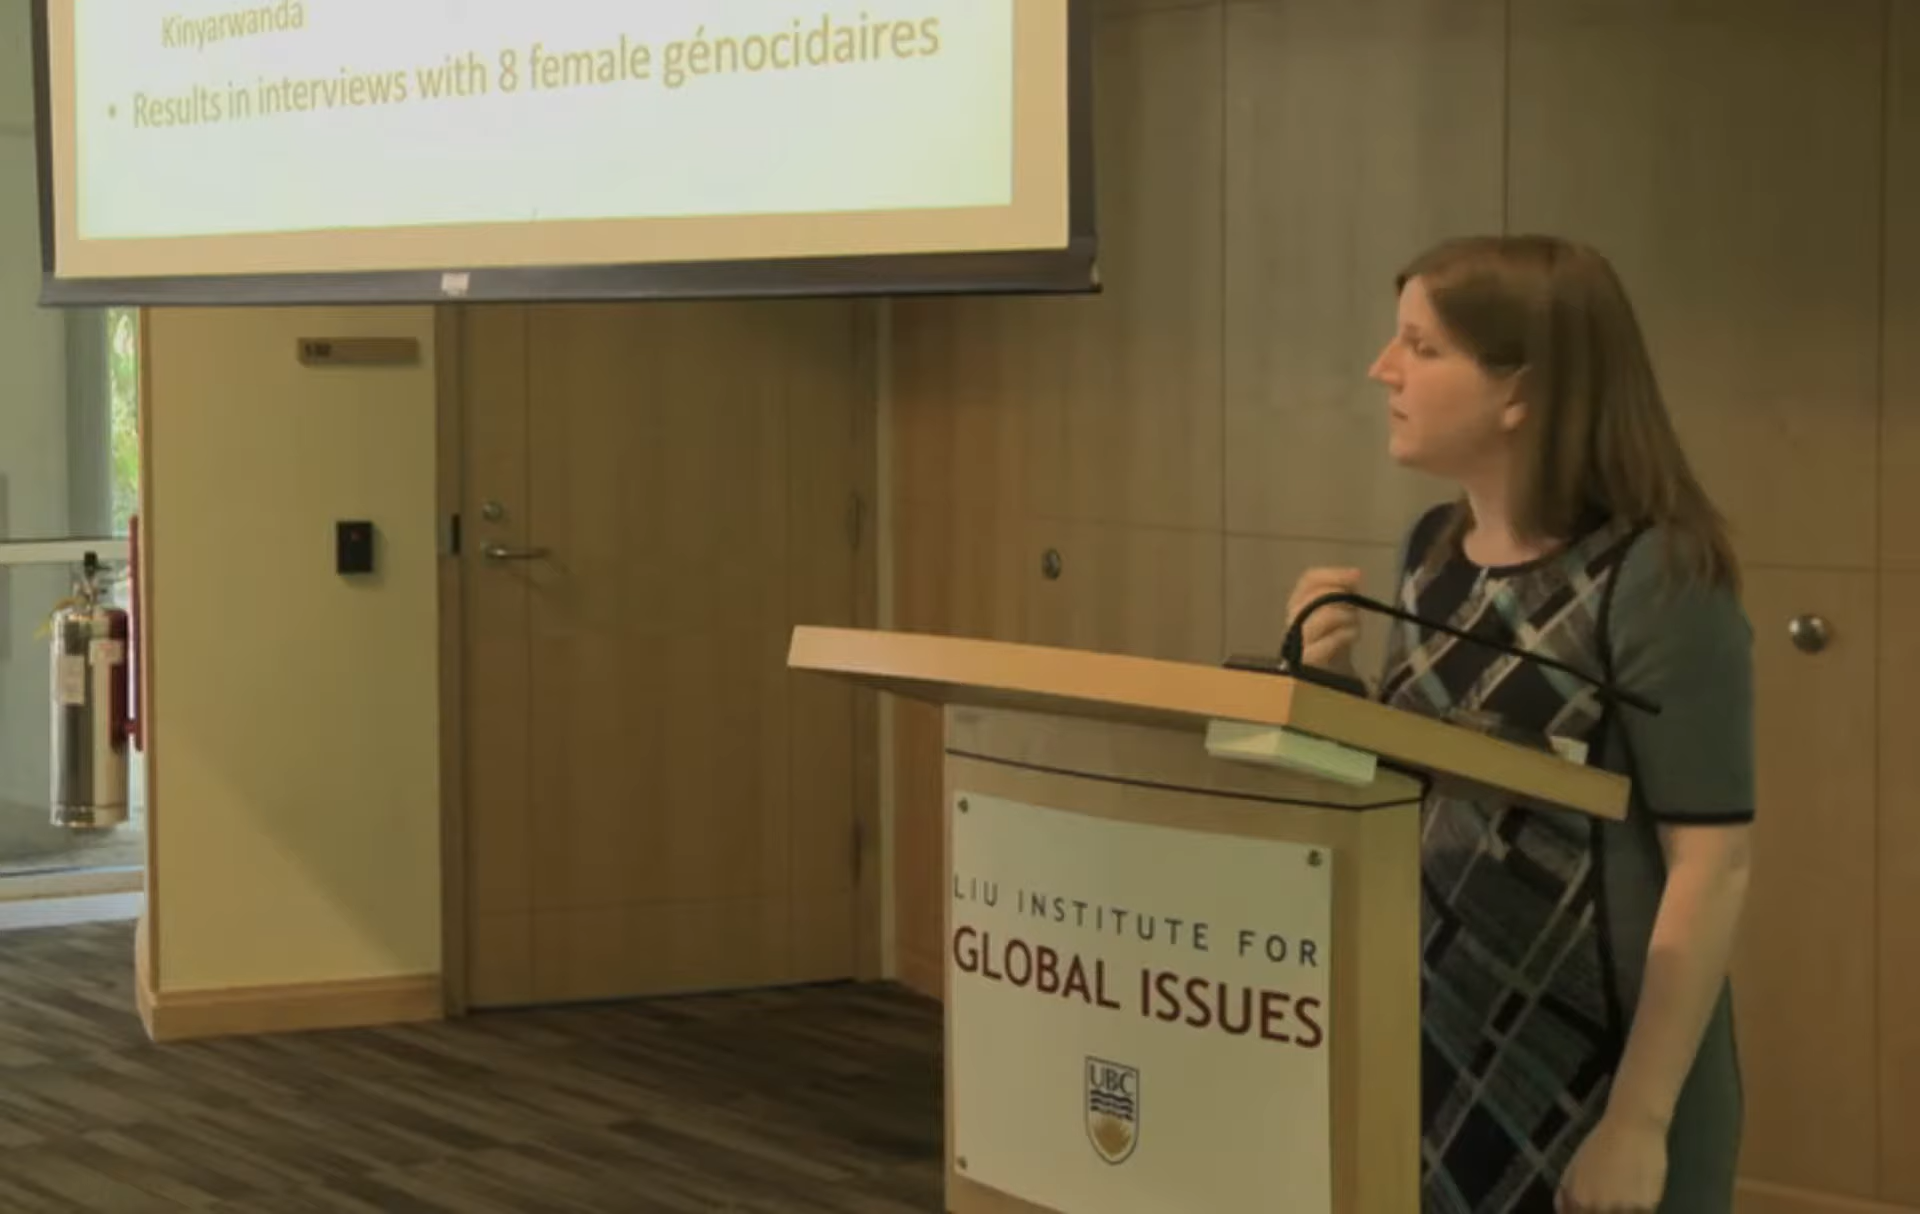 Kinyarwanda
• Results in interviews with 8 female génocidaires
LIU INSTITUTE FOR
GLOBAL ISSUES
UBC